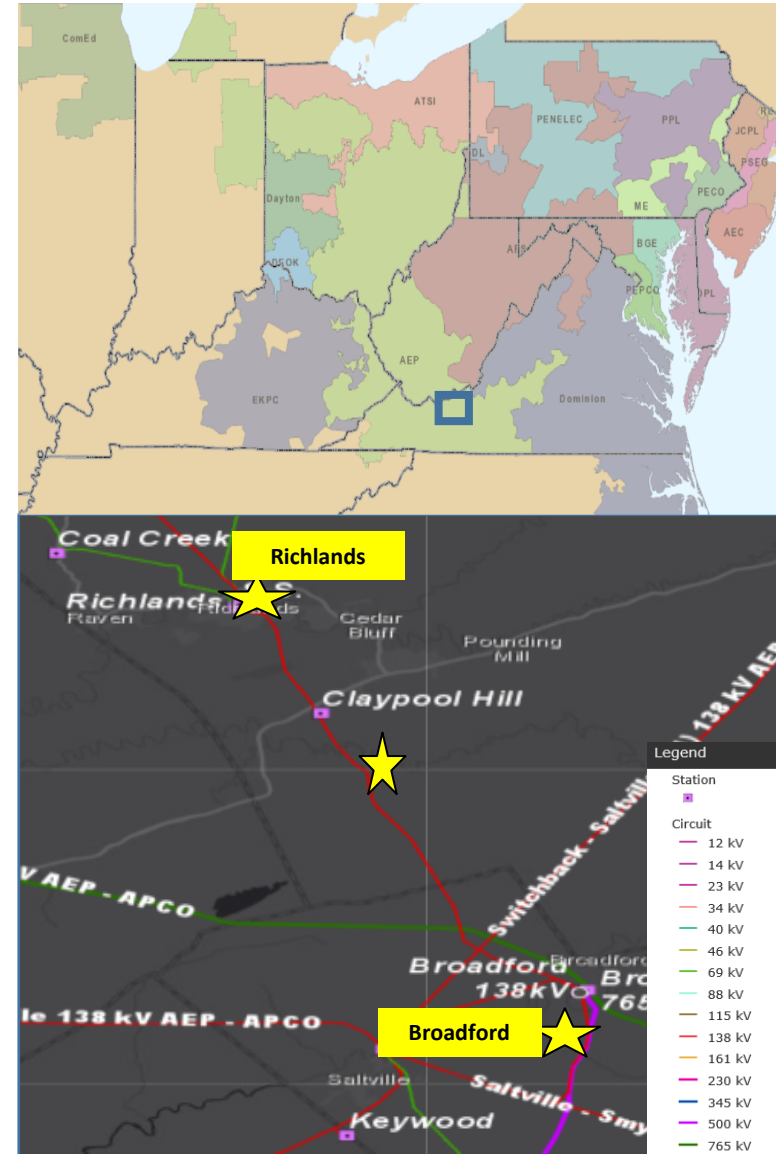 ComEd
ATSI
PENELEC
PPL
JCPL
PSEG
DL
Dayton
ME
PECO
AEC
BGE
DEOK
PEPCO
DPL
AEP
EKPC
Dominion
Coal Creek
Richlands
Richlands S.S.
Raven
Cedar
Bluff
Pounding
Mill
Claypool Hill
138 kV AEP
Switchback - Saltville
V AEP - APCO
Broadford
Broadford
138kV
765
le 138 kV AEP - APCO
Broadford
Saltville
Saltville - Smy
Keywood
Legend
Station
Circuit
12 kV
14 kV
23 kV
34 kV
40 kV
46 kV
69 kV
88 kV
115 kV
138 kV
161 kV
230 kV
345 kV
500 kV
765 kV